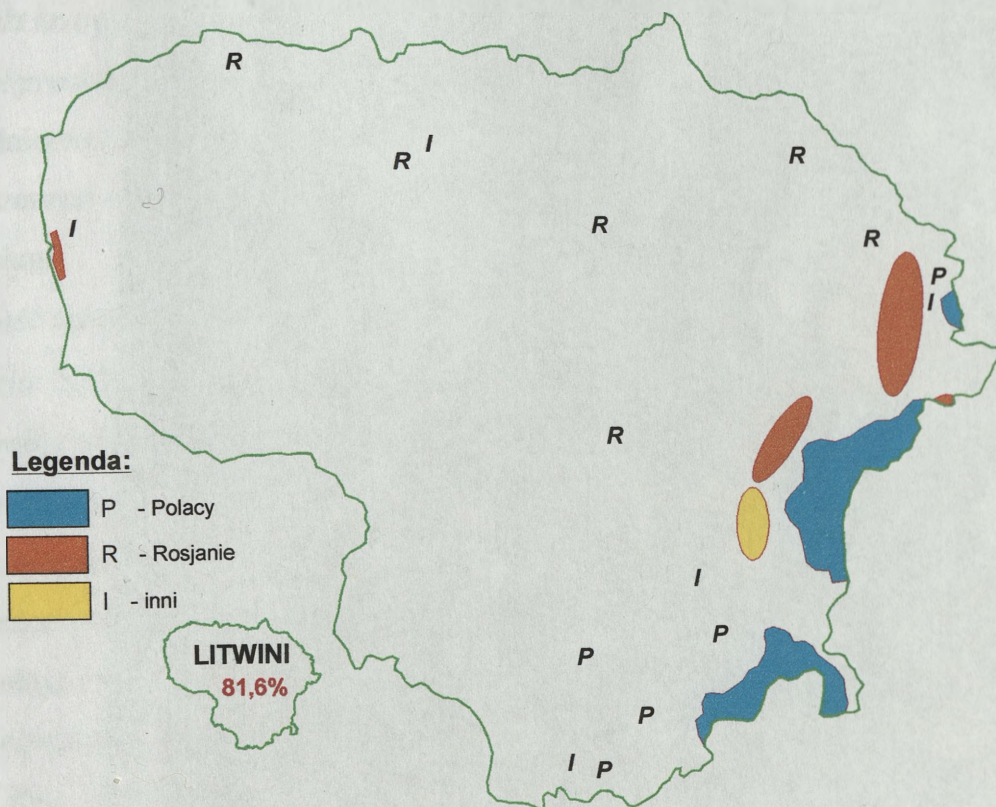 R
I
R
R
R
I
R
P
I
R
Legenda:
P - Polacy
R - Rosjanie
I - inni
I
P
P
LITWINI
81,6%
P
I
P